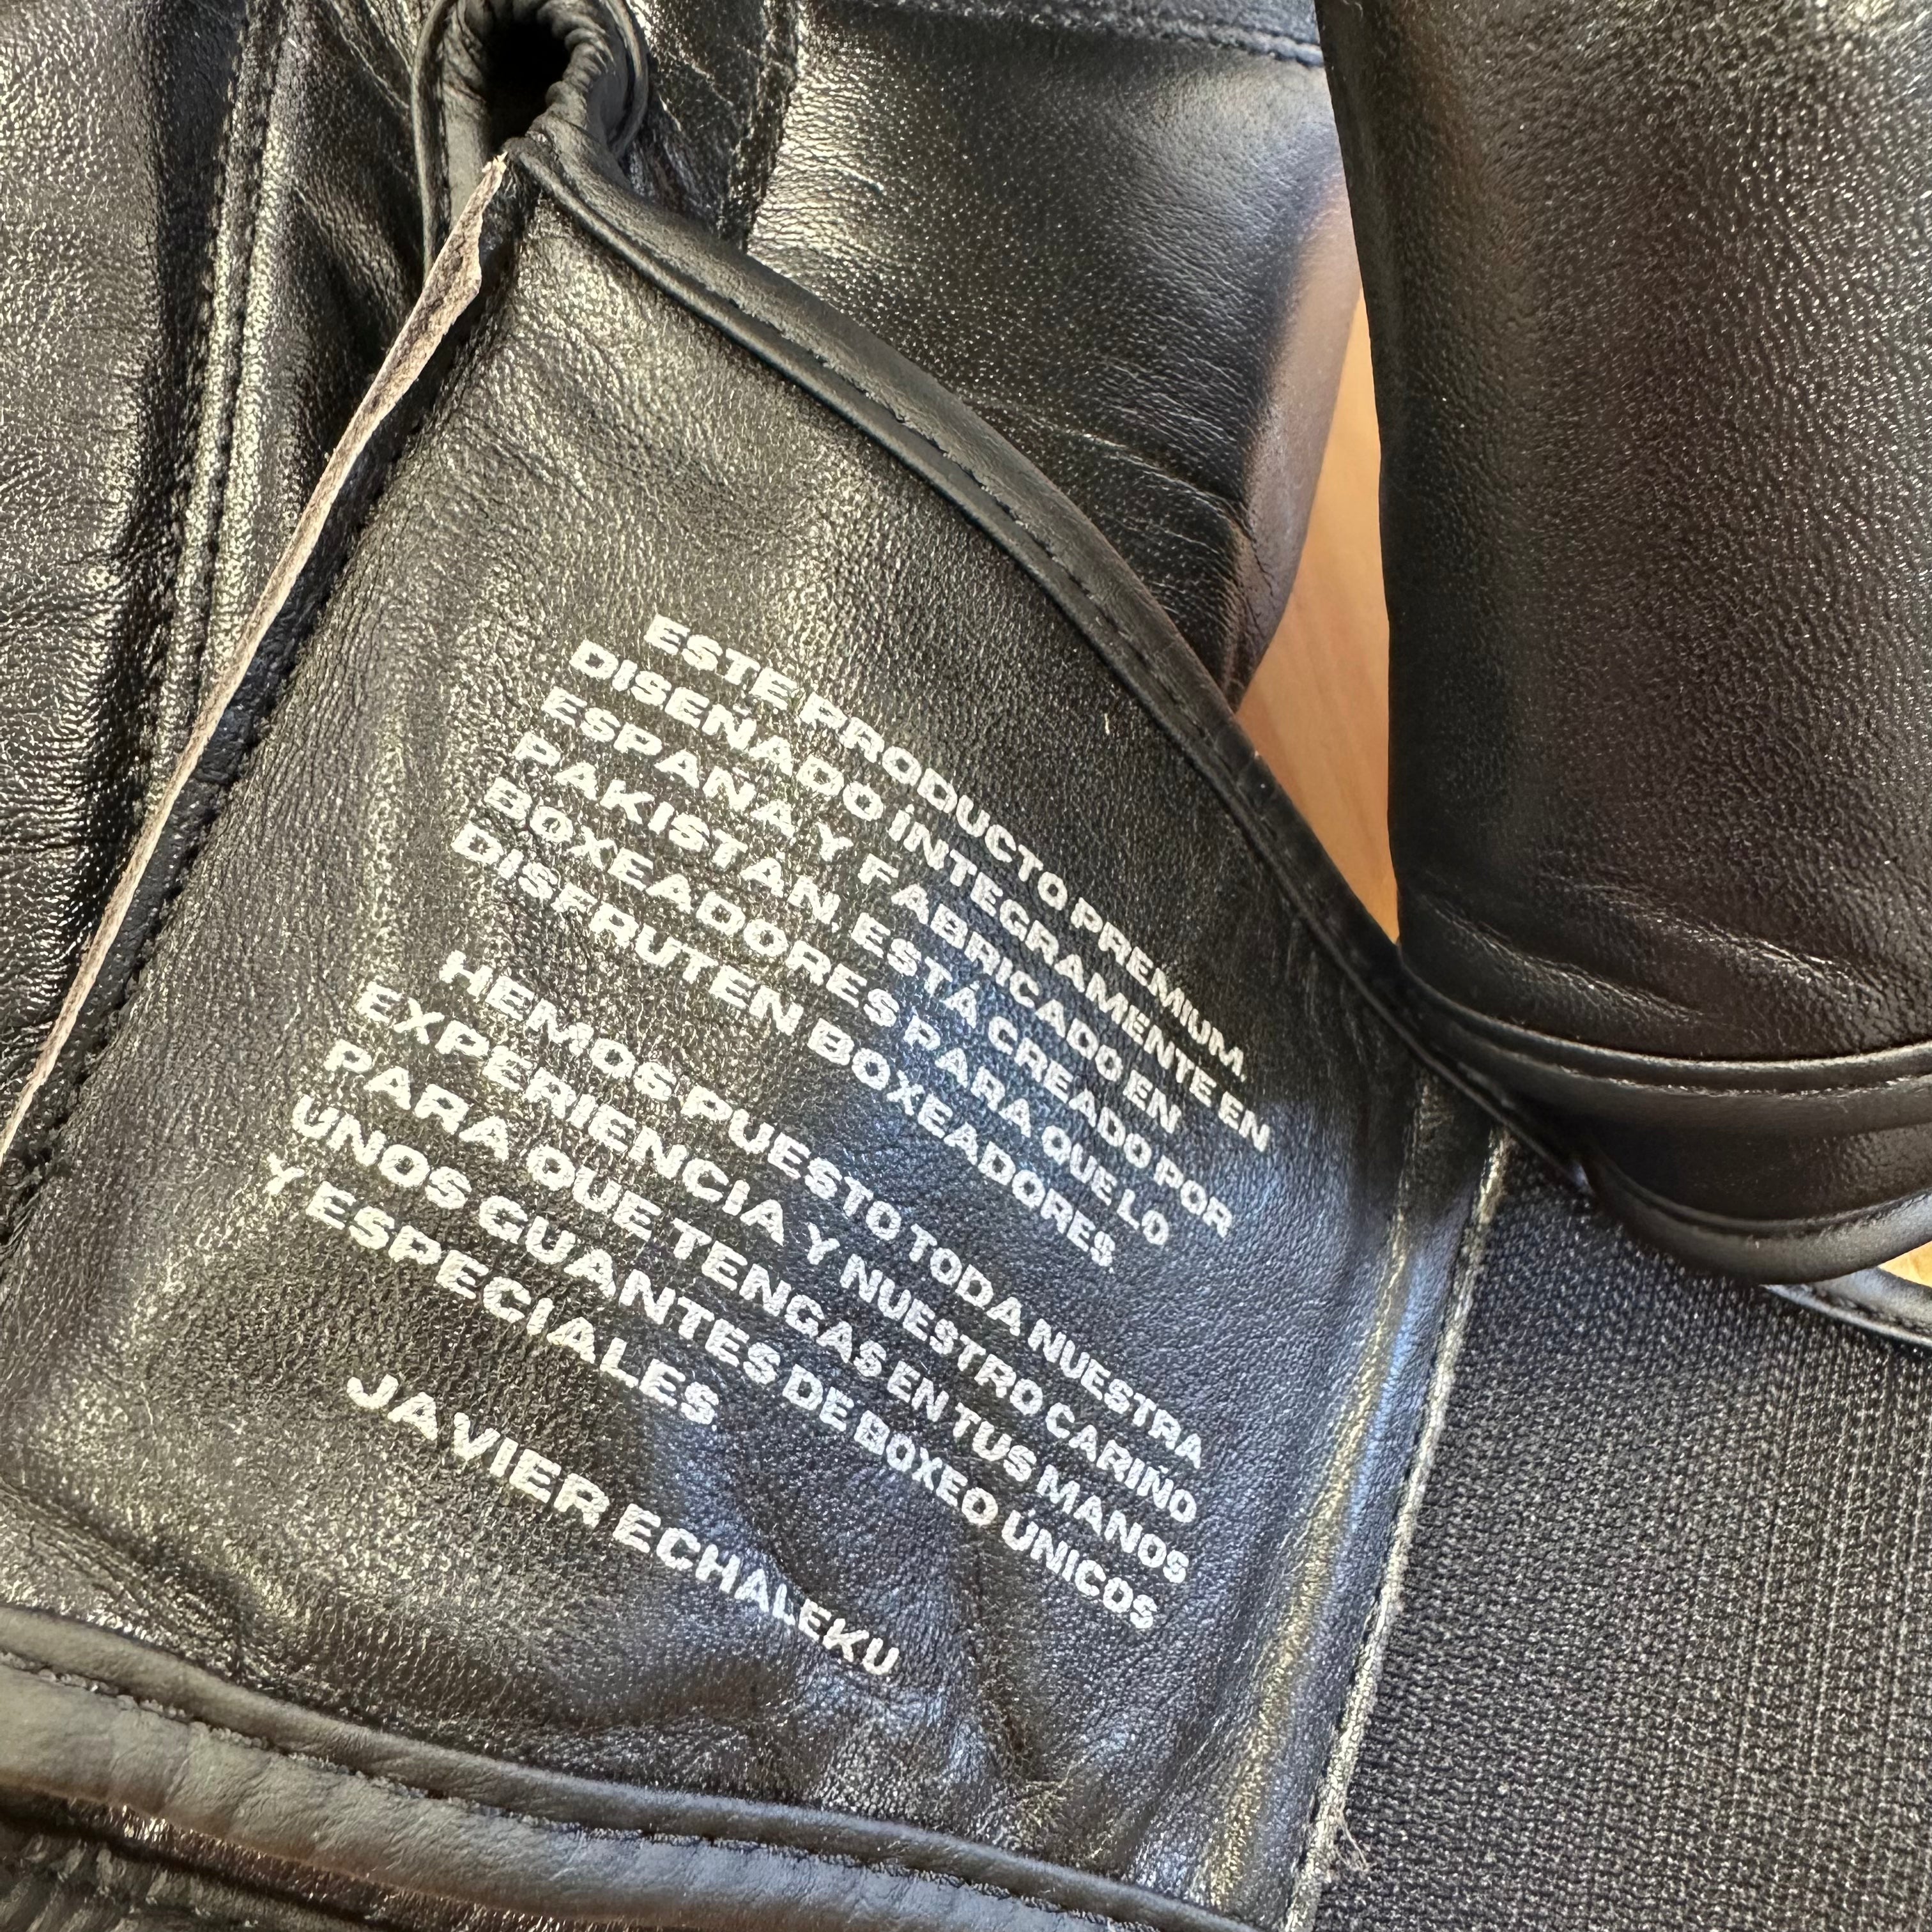 ESTE PRODUCTO PREMIUM,
DISEÑADO ÍNTEGRAMENTE EN
ESPAÑA Y FABRICADO EN
PAKISTÁN, ESTÁ CREADO POR
BOXEADORES PARA QUE LO
DISFRUTEN BOXEADORES
HEMOS PUESTO TODA NUESTRA
EXPERIENCIA Y NUESTRO CARIÑO
PARA QUE TENGAS EN TUS MANOS
UNOS GUANTES DE BOXEO ÚNICOS
Y ESPECIALES
JAVIER ECHALEKU